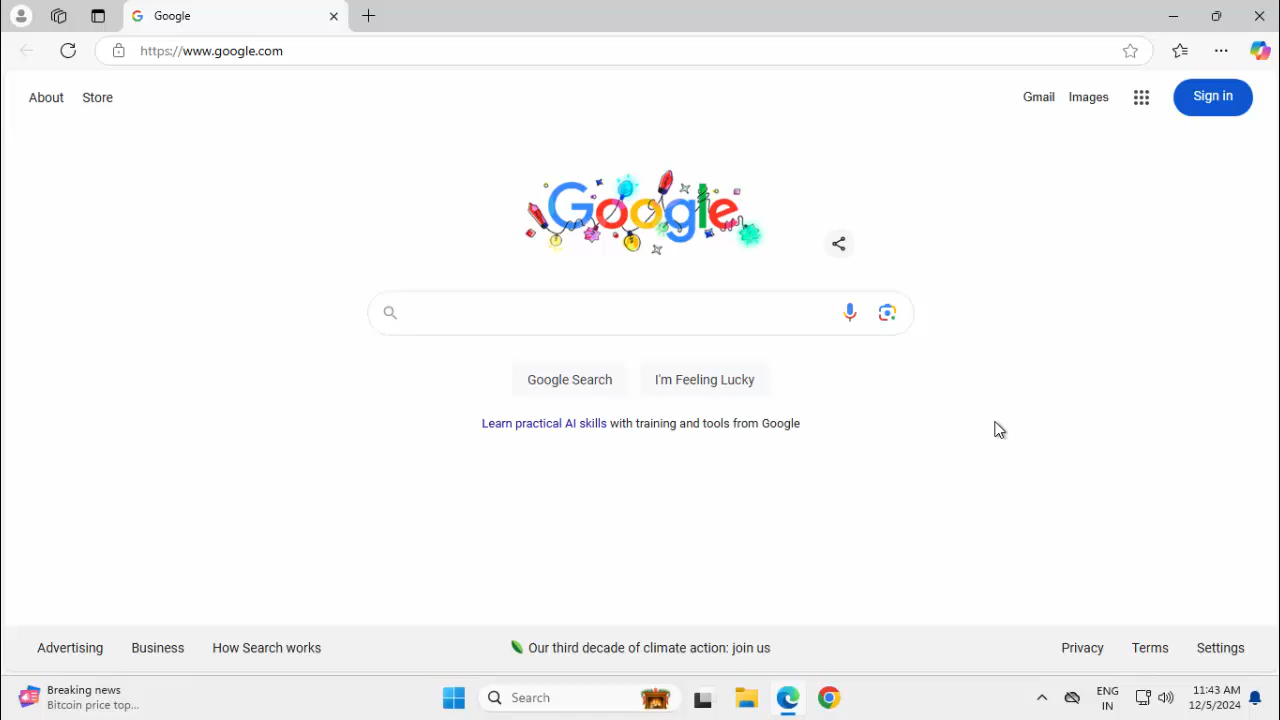 Google
https://www.google.com
About Store
Gmail Images Sign in
Google
Google Search I'm Feeling Lucky
Learn practical AI skills with training and tools from Google
Advertising Business How Search works Our third decade of climate action: join us Privacy Terms Settings
Breaking news
Bitcoin price top...
Search
ENG
IN
11:43 AM
12/5/2024